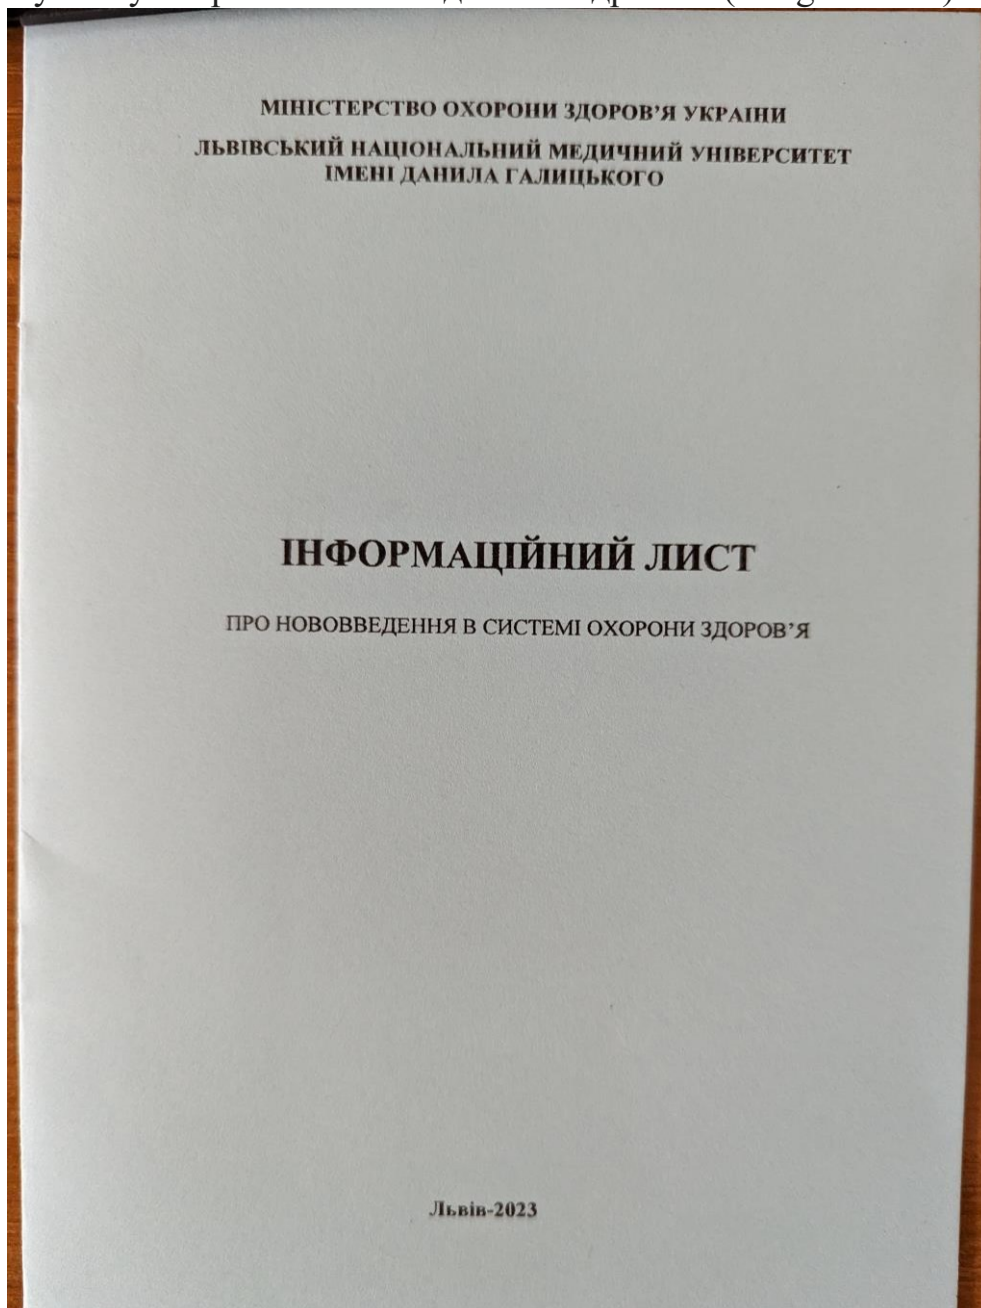 МІНІСТЕРСТВО ОХОРОНИ ЗДОРОВ’Я УКРАЇНИ
ЛЬВІВСЬКИЙ НАЦІОНАЛЬНИЙ МЕДИЧНИЙ УНІВЕРСИТЕТ
ІМЕНІ ДАНИЛА ГАЛИЦЬКОГО
ІНФОРМАЦІЙНИЙ ЛИСТ
ПРО НОВОВВЕДЕННЯ В СИСТЕМІ ОХОРОНИ ЗДОРОВ’Я
Львів-2023